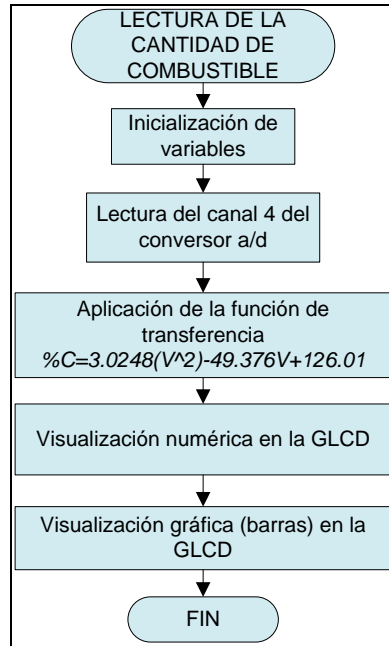 LECTURA DE LA
CANTIDAD DE
COMBUSTIBLE
Inicialización de
variables
Lectura del canal 4 del
conversor a/d
Aplicación de la función de
transferencia
%C=3.0248(V^2)-49.376V+126.01
Visualización numérica en la GLCD
Visualización gráfica (barras) en la
GLCD
FIN